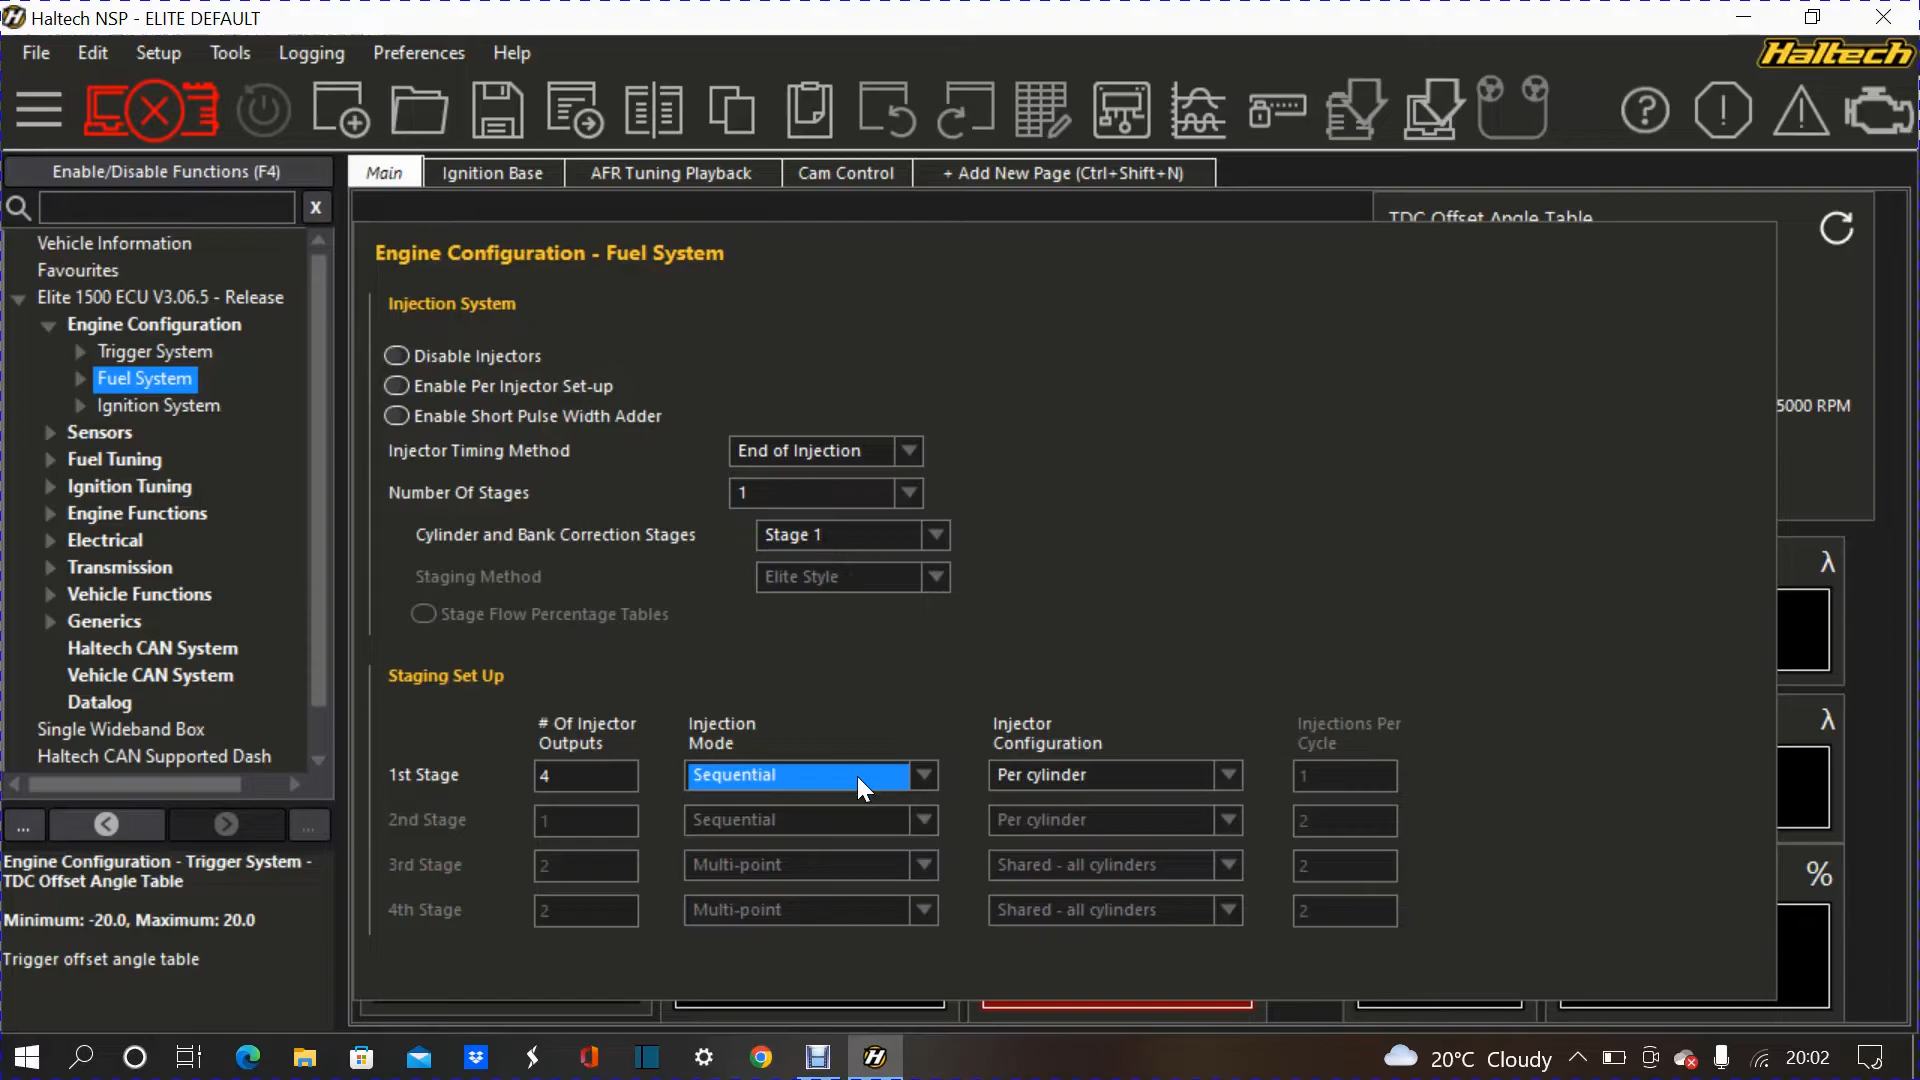 Haltech NSP - ELITE DEFAULT
File Edit Setup Tools Logging Preferences Help
Haltech
Enable/Disable Functions (F4)
Main Ignition Base AFR Tuning Playback Cam Control + Add New Page (Ctrl+Shift+N)
X
Vehicle Information
Favourites
Elite 1500 ECU V3.06.5 - Release
Engine Configuration
Trigger System
Fuel System
Ignition System
Sensors
Fuel Tuning
Ignition Tuning
Engine Functions
Electrical
Transmission
Vehicle Functions
Generics
Haltech CAN System
Vehicle CAN System
Datalog
Single Wideband Box
Haltech CAN Supported Dash
... ...
Engine Configuration - Trigger System -
TDC Offset Angle Table
Minimum: -20.0, Maximum: 20.0
Trigger offset angle table
TDC Offset Angle Table
Engine Configuration - Fuel System
Injection System
Disable Injectors
Enable Per Injector Set-up
Enable Short Pulse Width Adder
Injector Timing Method End of Injection
Number Of Stages 1
Cylinder and Bank Correction Stages Stage 1
Staging Method Elite Style
Stage Flow Percentage Tables
Staging Set Up
# Of Injector Outputs Injection Mode Injector Configuration Injections Per Cycle
1st Stage 4 Sequential Per cylinder 1
2nd Stage 1 Sequential Per cylinder 2
3rd Stage 2 Multi-point Shared - all cylinders 2
4th Stage 2 Multi-point Shared - all cylinders 2
5000 RPM
λ
λ
%
20°C Cloudy 20:02